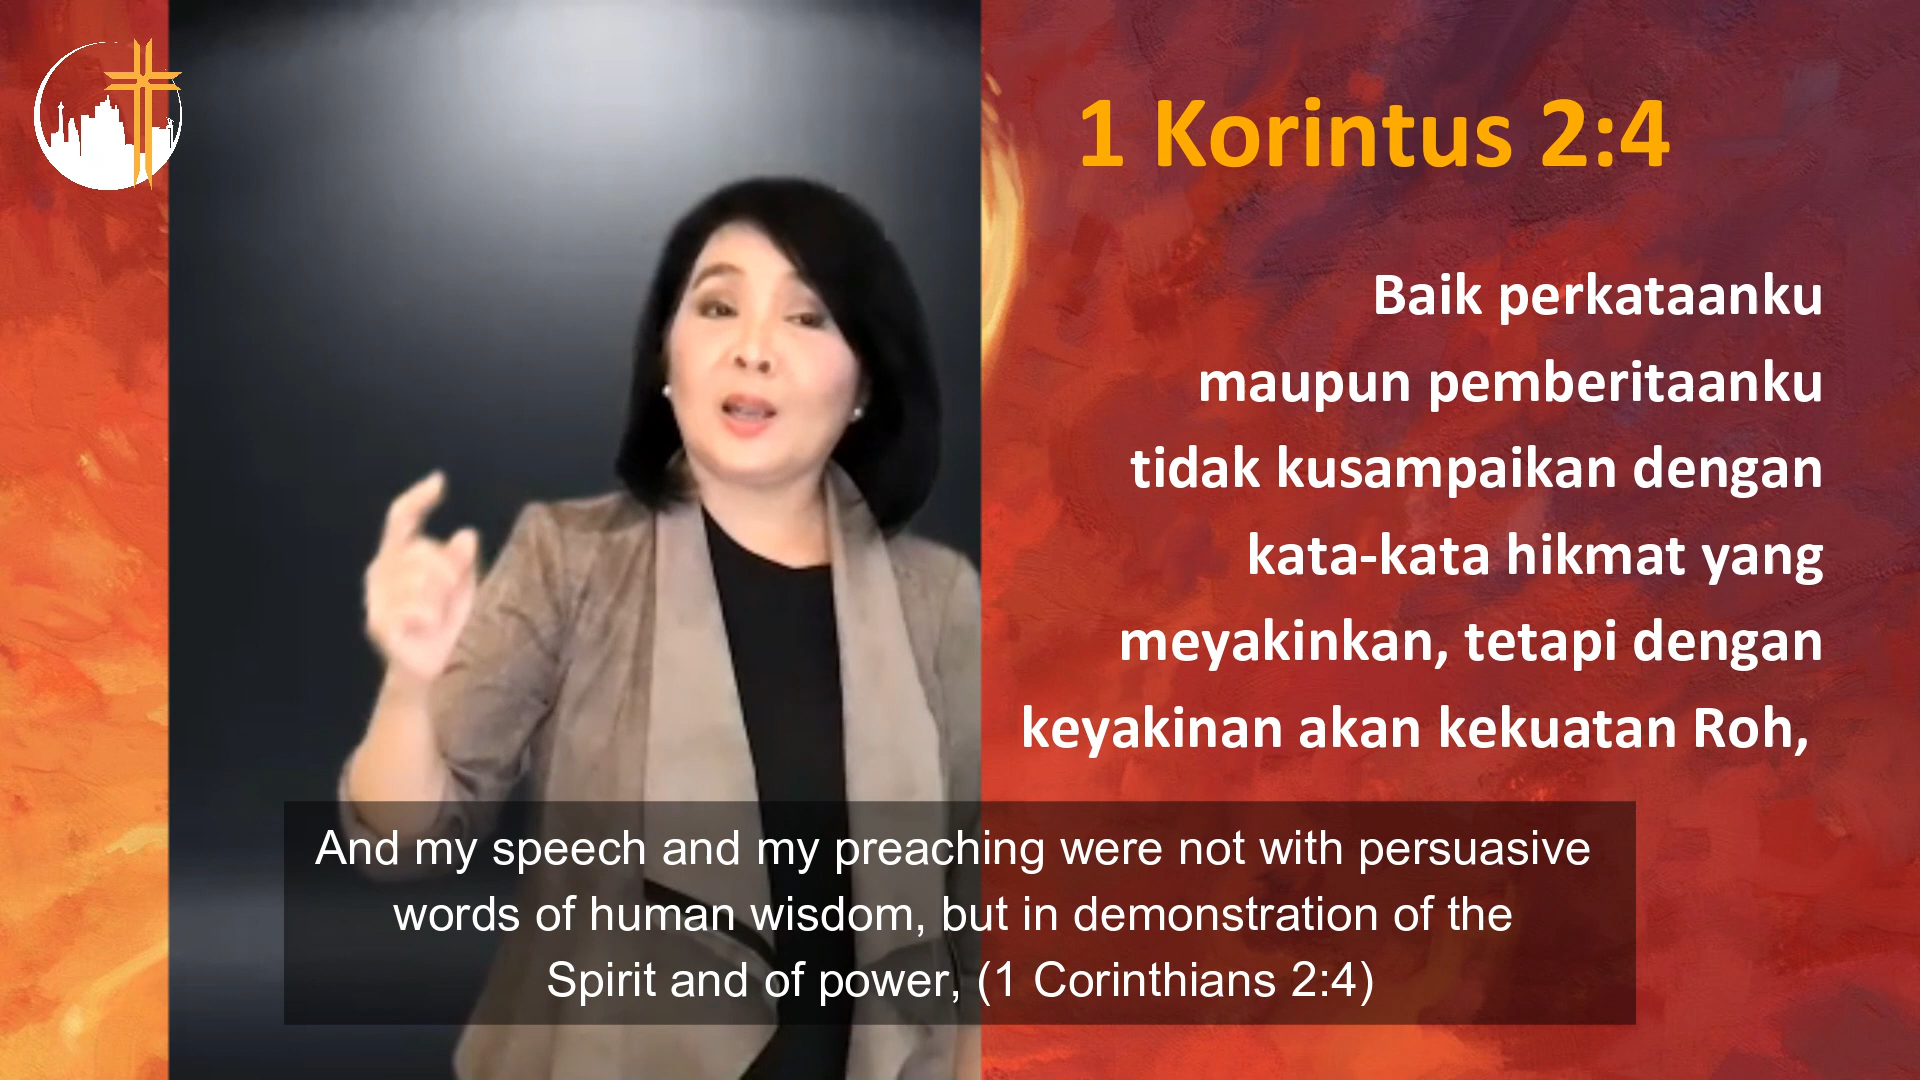 1 Korintus 2:4
Baik perkataanku
maupun pemberitaanku
tidak kusampaikan dengan
kata-kata hikmat yang
meyakinkan, tetapi dengan
keyakinan akan kekuatan Roh,
And my speech and my preaching were not with persuasive
words of human wisdom, but in demonstration of the
Spirit and of power, (1 Corinthians 2:4)